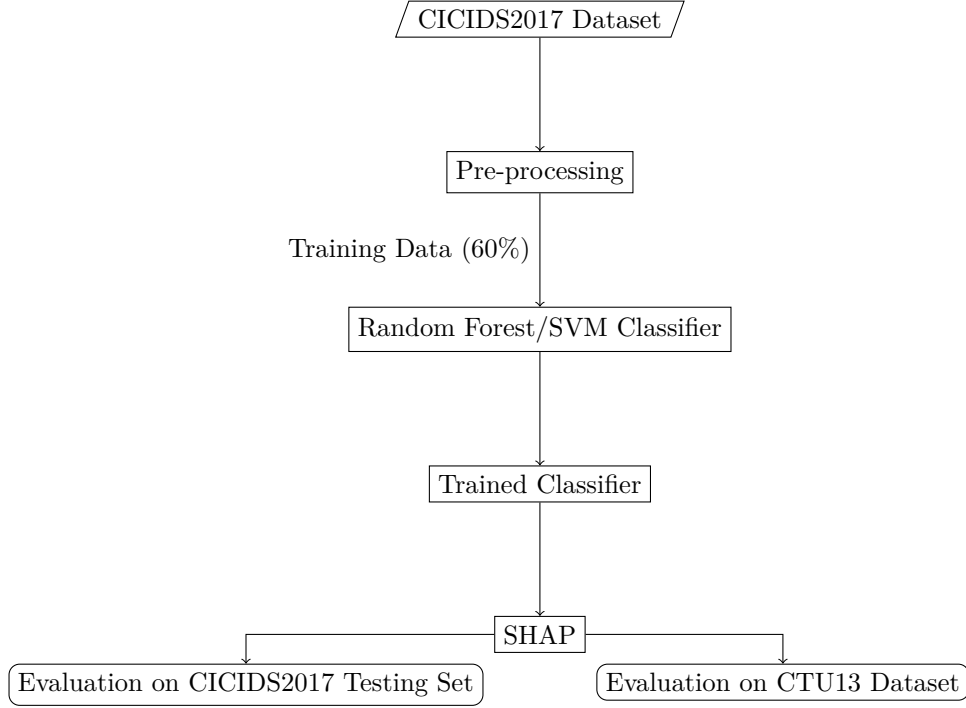 CICIDS2017 Dataset
Pre-processing
Training Data (60%)
Random Forest/SVM Classifier
Trained Classifier
SHAP
Evaluation on CICIDS2017 Testing Set
Evaluation on CTU13 Dataset